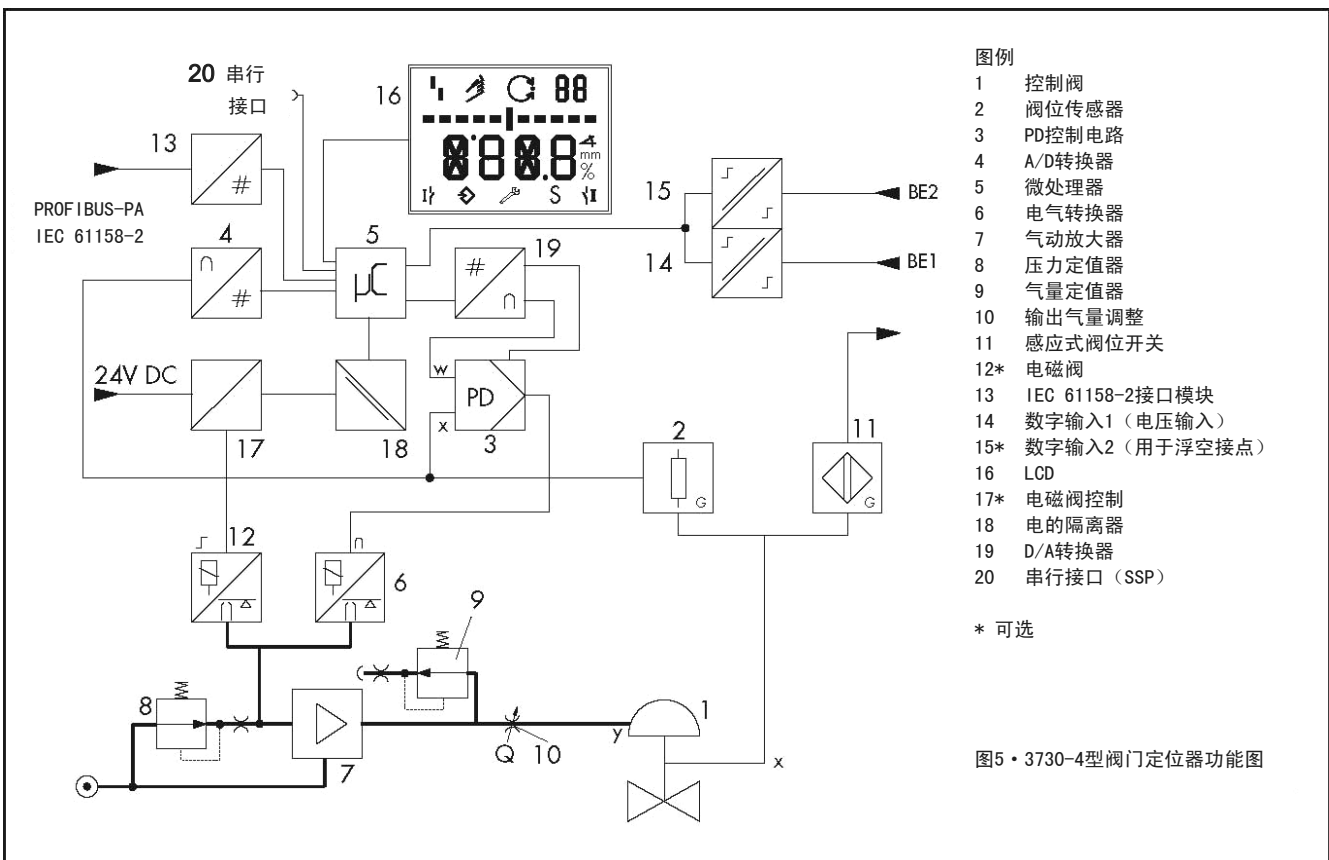 20 串行
接口
16
88
8.8.8.8
mm
%
S
13
#
PROFIBUS-PA
IEC 61158-2
4
#
5
µC
19
#
15
BE2
14
BE1
24V DC
17
18
w
PD
x
3
2
G
11
G
12
6
9
8
7
Q
10
y
1
x
图例
1 控制阀
2 阀位传感器
3 PD控制电路
4 A/D转换器
5 微处理器
6 电气转换器
7 气动放大器
8 压力定值器
9 气量定值器
10 输出气量调整
11 感应式阀位开关
12* 电磁阀
13 IEC 61158-2接口模块
14 数字输入1（电压输入）
15* 数字输入2（用于浮空接点）
16 LCD
17* 电磁阀控制
18 电的隔离器
19 D/A转换器
20 串行接口（SSP）
* 可选
图5·3730-4型阀门定位器功能图